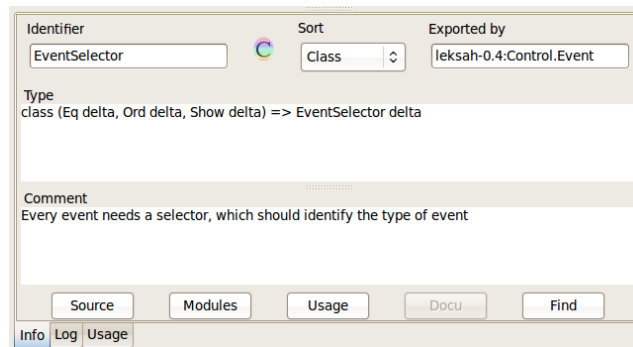 Identifier Sort Exported by
EventSelector C Class leksah-0.4:Control.Event
Type
class (Eq delta, Ord delta, Show delta) => EventSelector delta
Comment
Every event needs a selector, which should identify the type of event
Source Modules Usage Docu Find
Info Log Usage